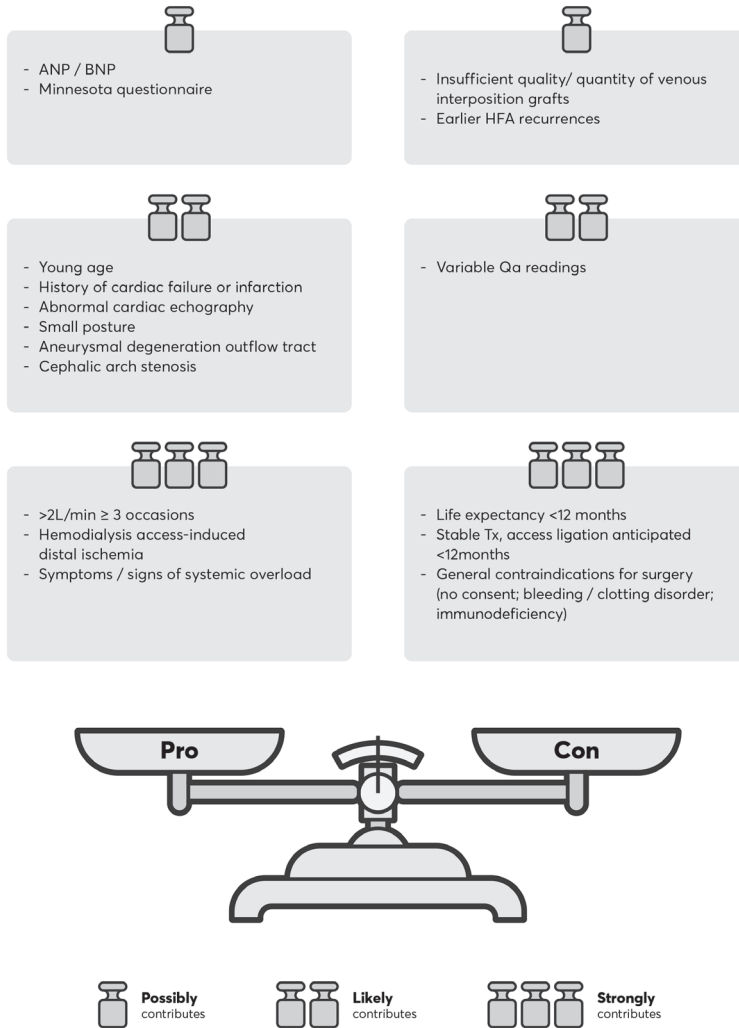 - ANP / BNP
- Minnesota questionnaire
- Insufficient quality/ quantity of venous
interposition grafts
- Earlier HFA recurrences
- Young age
- History of cardiac failure or infarction
- Abnormal cardiac echography
- Small posture
- Aneurysmal degeneration outflow tract
- Cephalic arch stenosis
- Variable Qa readings
- >2L/min ≥ 3 occasions
- Hemodialysis access-induced
distal ischemia
- Symptoms / signs of systemic overload
- Life expectancy <12 months
- Stable Tx, access ligation anticipated
<12months
- General contraindications for surgery
(no consent; bleeding / clotting disorder;
immunodeficiency)
Pro
Con
Possibly
contributes
Likely
contributes
Strongly
contributes